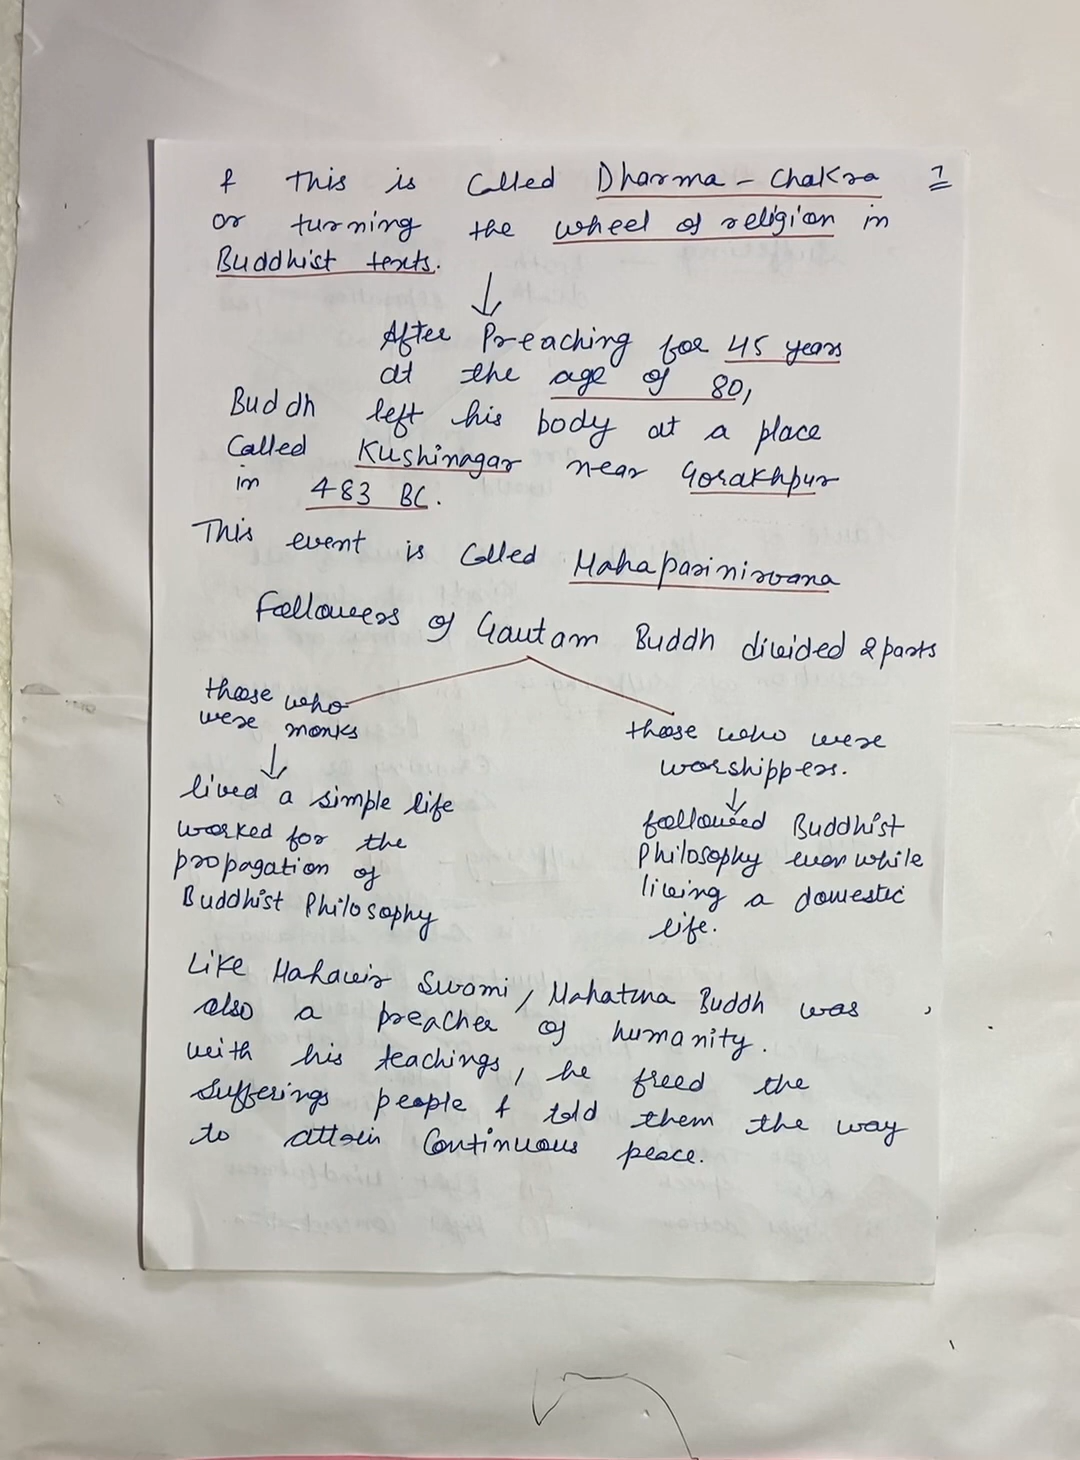 & This is Called Dharma - Chakra 7
or turning the wheel of religion in
Buddhist texts.
After Preaching for 45 years
at the age of 80,
Buddh left his body at a place
Called Kushinagar near Gorakhpur
in 483 BC.
This event is Called Mahaparinirvana
Followers of Gautam Buddh divided 2 parts
those who
were monks
lived a simple life
worked for the
propagation of
Buddhist Philosophy
those who were
worshippers.
followed Buddhist
Philosophy even while
living a domestic
life.
Like Mahavir Swami, Mahatma Buddh was
also a preacher of humanity.
with his teachings, he freed the
sufferings people & told them the way
to attain Continuous peace.